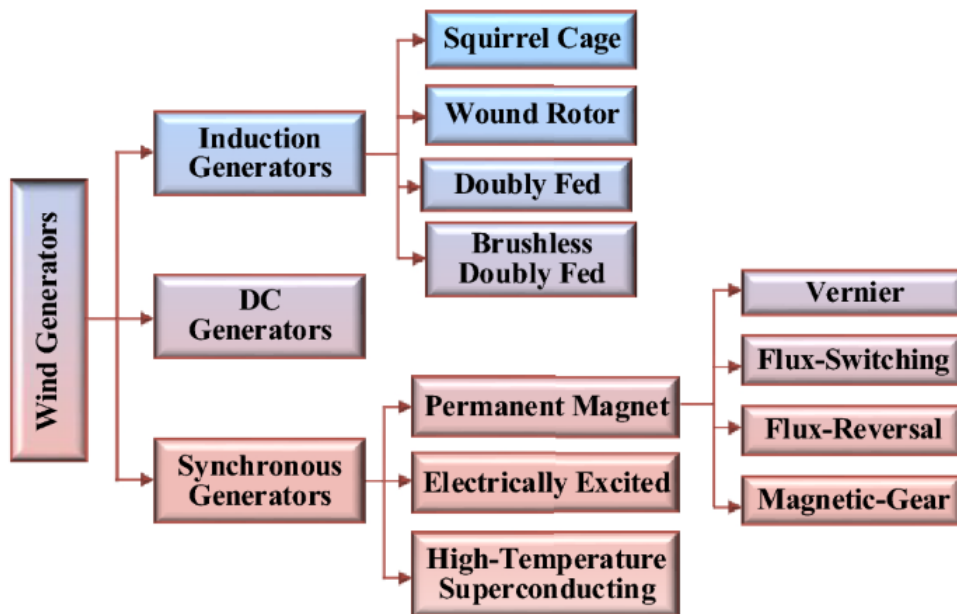 Wind Generators
Induction
Generators
Squirrel Cage
Wound Rotor
Doubly Fed
Brushless
Doubly Fed
DC
Generators
Synchronous
Generators
Permanent Magnet
Electrically Excited
High-Temperature
Superconducting
Vernier
Flux-Switching
Flux-Reversal
Magnetic-Gear